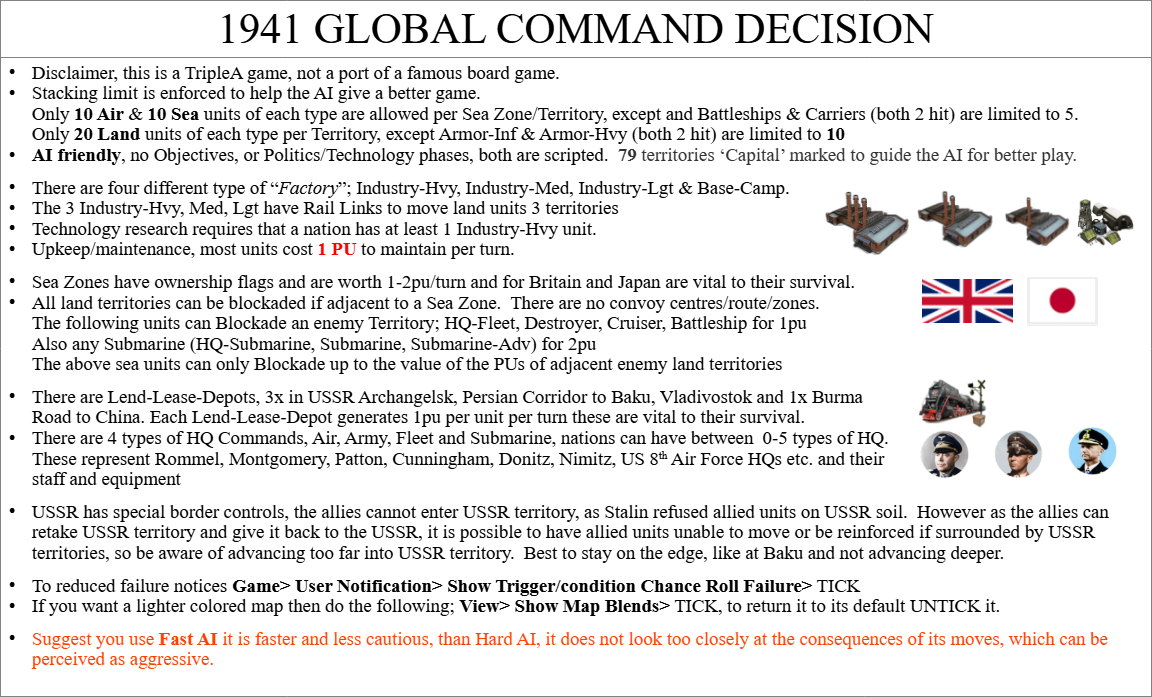 1941 GLOBAL COMMAND DECISION
• Disclaimer, this is a TripleA game, not a port of a famous board game.
• Stacking limit is enforced to help the AI give a better game.
Only 10 Air & 10 Sea units of each type are allowed per Sea Zone/Territory, except and Battleships & Carriers (both 2 hit) are limited to 5.
Only 20 Land units of each type per Territory, except Armor-Inf & Armor-Hvy (both 2 hit) are limited to 10
• AI friendly, no Objectives, or Politics/Technology phases, both are scripted. 79 territories ‘Capital’ marked to guide the AI for better play.
• There are four different type of “Factory”; Industry-Hvy, Industry-Med, Industry-Lgt & Base-Camp.
• The 3 Industry-Hvy, Med, Lgt have Rail Links to move land units 3 territories
• Technology research requires that a nation has at least 1 Industry-Hvy unit.
• Upkeep/maintenance, most units cost 1 PU to maintain per turn.
• Sea Zones have ownership flags and are worth 1-2pu/turn and for Britain and Japan are vital to their survival.
• All land territories can be blockaded if adjacent to a Sea Zone. There are no convoy centres/route/zones.
The following units can Blockade an enemy Territory; HQ-Fleet, Destroyer, Cruiser, Battleship for 1pu
Also any Submarine (HQ-Submarine, Submarine, Submarine-Adv) for 2pu
The above sea units can only Blockade up to the value of the PUs of adjacent enemy land territories
• There are Lend-Lease-Depots, 3x in USSR Archangelsk, Persian Corridor to Baku, Vladivostok and 1x Burma
Road to China. Each Lend-Lease-Depot generates 1pu per unit per turn these are vital to their survival.
• There are 4 types of HQ Commands, Air, Army, Fleet and Submarine, nations can have between 0-5 types of HQ.
These represent Rommel, Montgomery, Patton, Cunningham, Donitz, Nimitz, US 8th Air Force HQs etc. and their
staff and equipment
• USSR has special border controls, the allies cannot enter USSR territory, as Stalin refused allied units on USSR soil. However as the allies can
retake USSR territory and give it back to the USSR, it is possible to have allied units unable to move or be reinforced if surrounded by USSR
territories, so be aware of advancing too far into USSR territory. Best to stay on the edge, like at Baku and not advancing deeper.
• To reduced failure notices Game> User Notification> Show Trigger/condition Chance Roll Failure> TICK
• If you want a lighter colored map then do the following; View> Show Map Blends> TICK, to return it to its default UNTICK it.
• Suggest you use Fast AI it is faster and less cautious, than Hard AI, it does not look too closely at the consequences of its moves, which can be
perceived as aggressive.